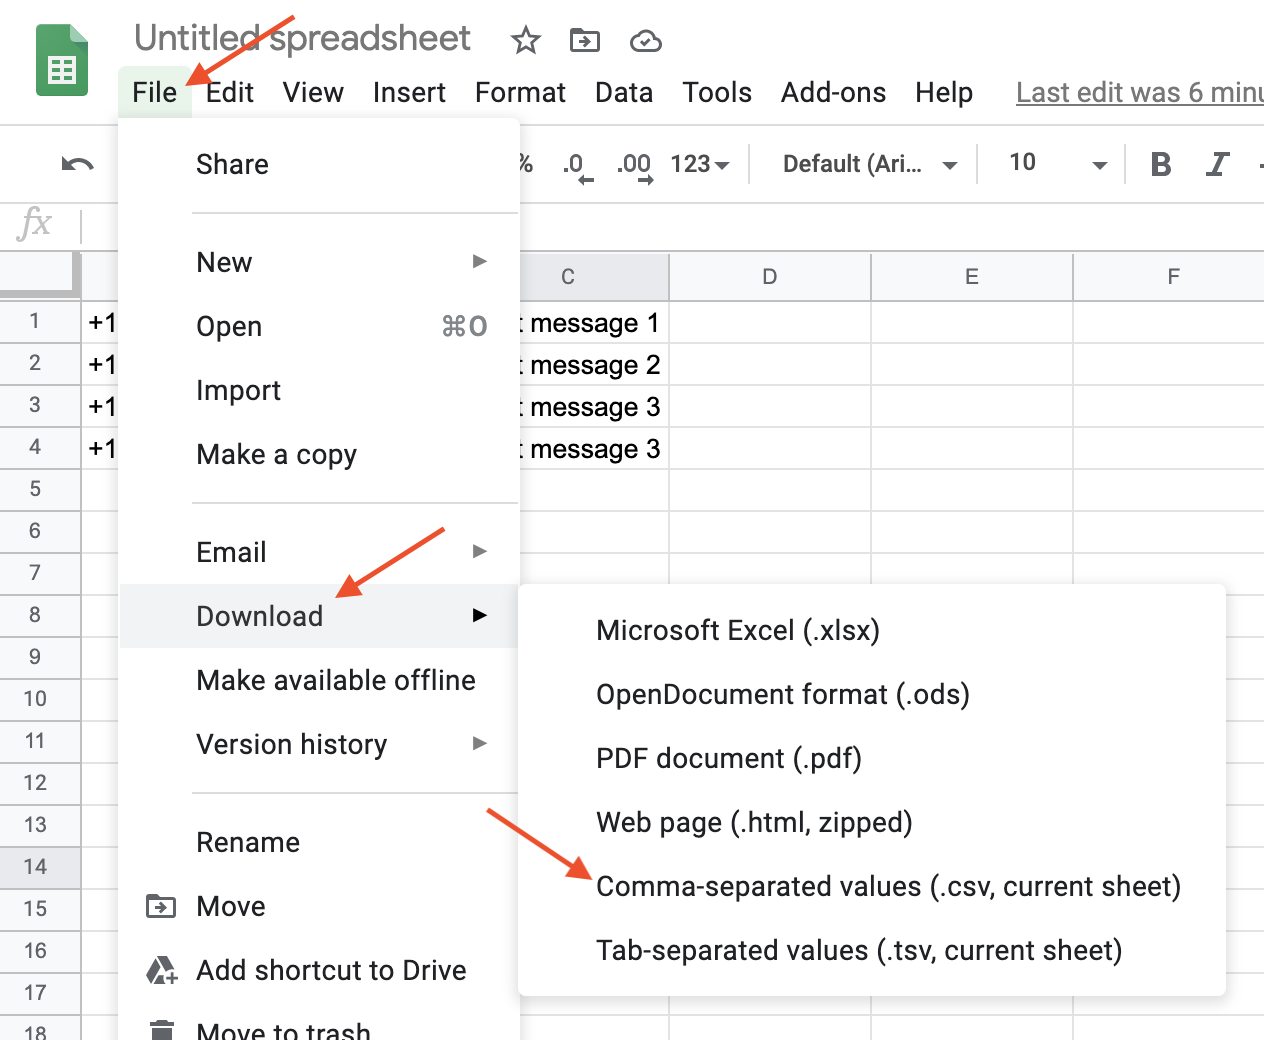 Untitled spreadsheet
File Edit View Insert Format Data Tools Add-ons Help Last edit was 6
% .0 .00 123 Default (Ari... 10 B I
fx
C D E F
1 +1 message 1
2 +1 message 2
3 +1 message 3
4 +1 message 3
5
6
7
8
9
10
11
12
13
14
15
16
17
18
Share
New
Open ⌘O
Import
Make a copy
Email
Download
Make available offline
Version history
Rename
Move
Add shortcut to Drive
Move to trash
Microsoft Excel (.xlsx)
OpenDocument format (.ods)
PDF document (.pdf)
Web page (.html, zipped)
Comma-separated values (.csv, current sheet)
Tab-separated values (.tsv, current sheet)